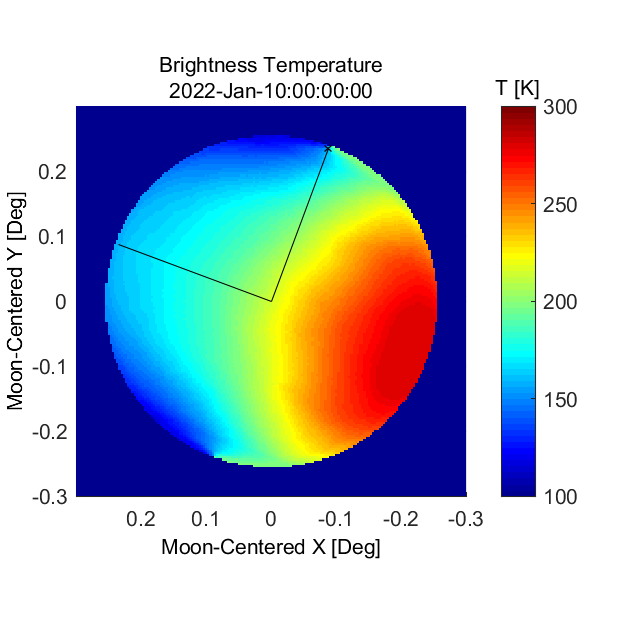 Brightness Temperature
2022-Jan-10:00:00:00
T [K]
300
250
200
150
100
0.2
0.1
0
-0.1
-0.2
-0.3
Moon-Centered Y [Deg]
0.2 0.1 0 -0.1 -0.2 -0.3
Moon-Centered X [Deg]